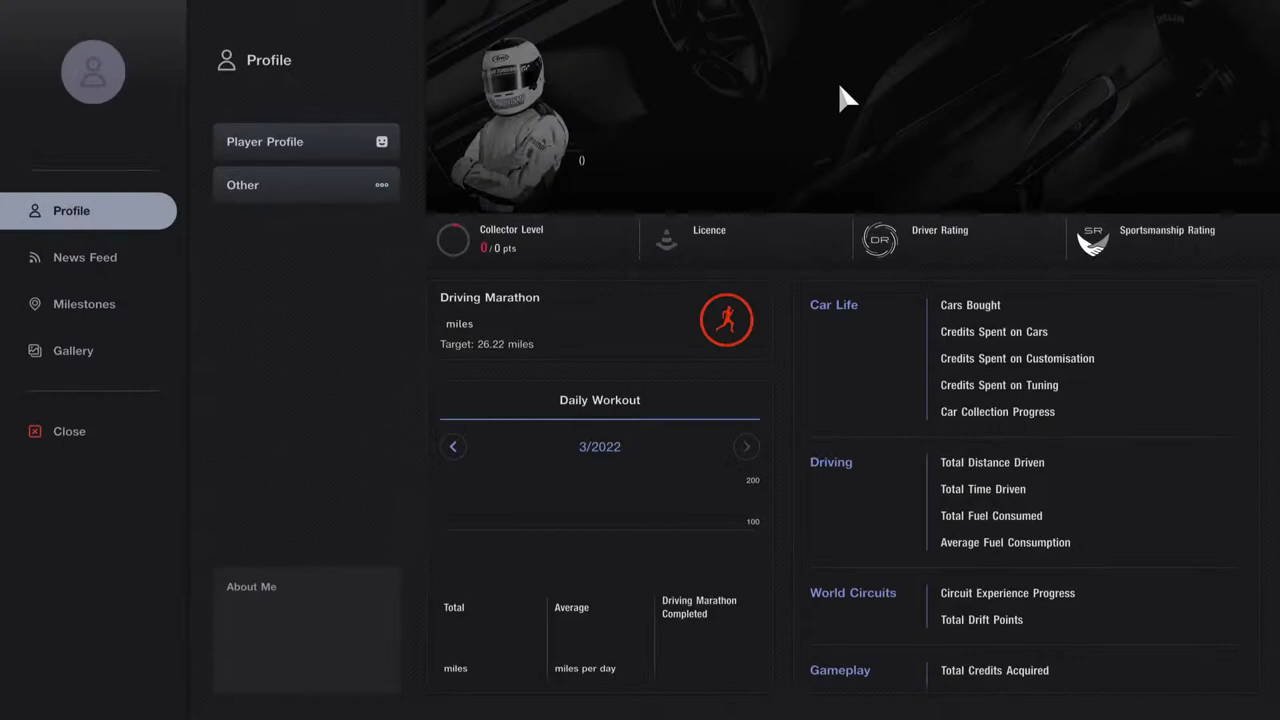 Profile
News Feed
Milestones
Gallery
Close
Profile
Player Profile
Other
About Me
()
Collector Level
0 / 0 pts
Licence
DR
Driver Rating
SR
Sportsmanship Rating
Driving Marathon
miles
Target: 26.22 miles
Daily Workout
3/2022
200
100
Total
miles
Average
miles per day
Driving Marathon
Completed
Car Life
Cars Bought
Credits Spent on Cars
Credits Spent on Customisation
Credits Spent on Tuning
Car Collection Progress
Driving
Total Distance Driven
Total Time Driven
Total Fuel Consumed
Average Fuel Consumption
World Circuits
Circuit Experience Progress
Total Drift Points
Gameplay
Total Credits Acquired